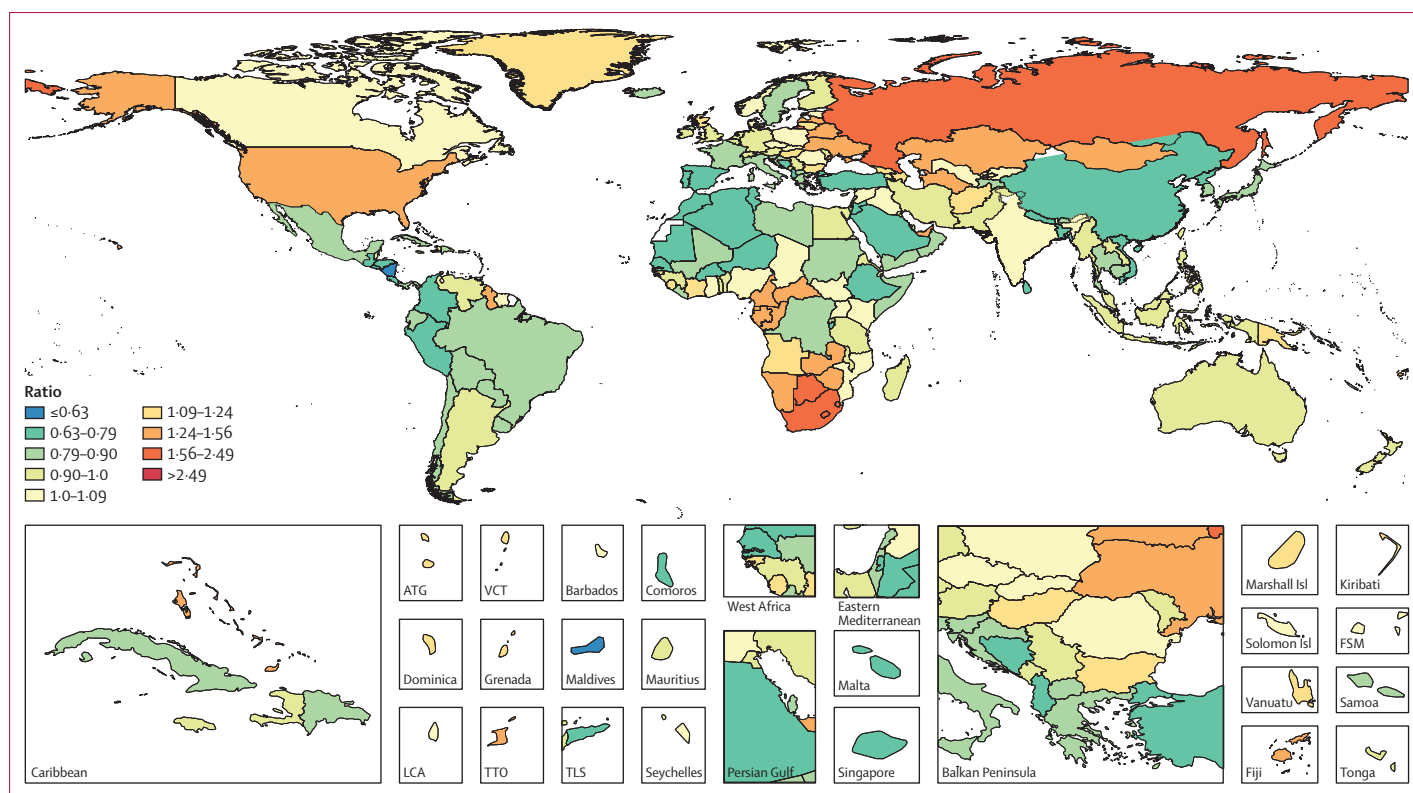 Ratio
≤0·63
0·63–0·79
0·79–0·90
0·90–1·0
1·0–1·09
1·09–1·24
1·24–1·56
1·56–2·49
>2·49
Caribbean
ATG
VCT
Barbados
Comoros
Dominica
Grenada
Maldives
Mauritius
LCA
TTO
TLS
Seychelles
West Africa
Eastern
Mediterranean
Persian Gulf
Malta
Singapore
Balkan Peninsula
Marshall Isl
Kiribati
Solomon Isl
FSM
Vanuatu
Samoa
Fiji
Tonga